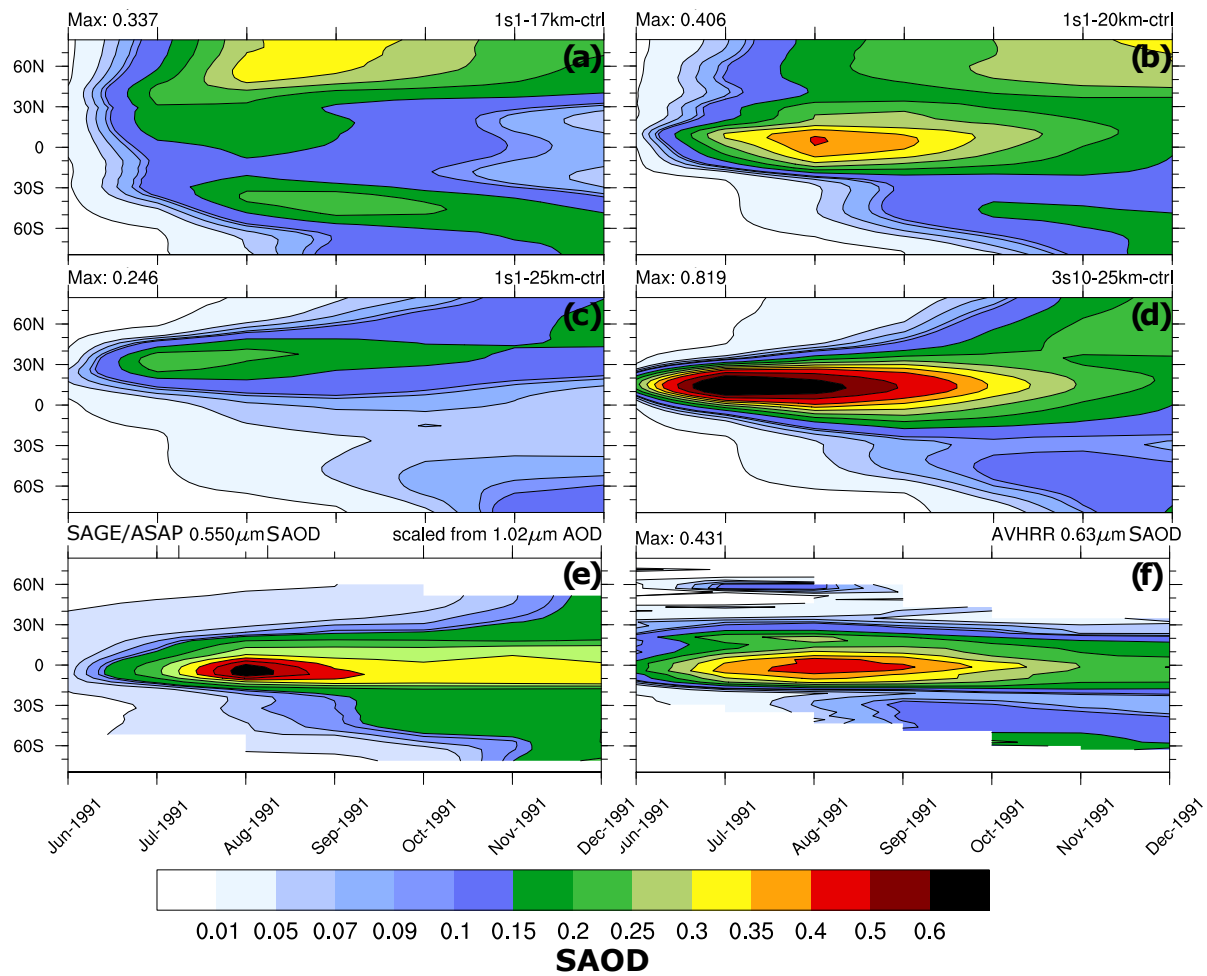 Max: 0.337 1s1-17km-ctrl
(a)
60N
30N
0
30S
60S
Max: 0.406 1s1-20km-ctrl
(b)
Max: 0.246 1s1-25km-ctrl
(c)
60N
30N
0
30S
60S
Max: 0.819 3s10-25km-ctrl
(d)
SAGE/ASAP 0.550μm SAOD scaled from 1.02μm AOD
(e)
60N
30N
0
30S
60S
Max: 0.431 AVHRR 0.63μm SAOD
(f)
Jun-1991 Jul-1991 Aug-1991 Sep-1991 Oct-1991 Nov-1991 Dec-1991
Jun-1991 Jul-1991 Aug-1991 Sep-1991 Oct-1991 Nov-1991 Dec-1991
0.01 0.05 0.07 0.09 0.1 0.15 0.2 0.25 0.3 0.35 0.4 0.5 0.6
SAOD